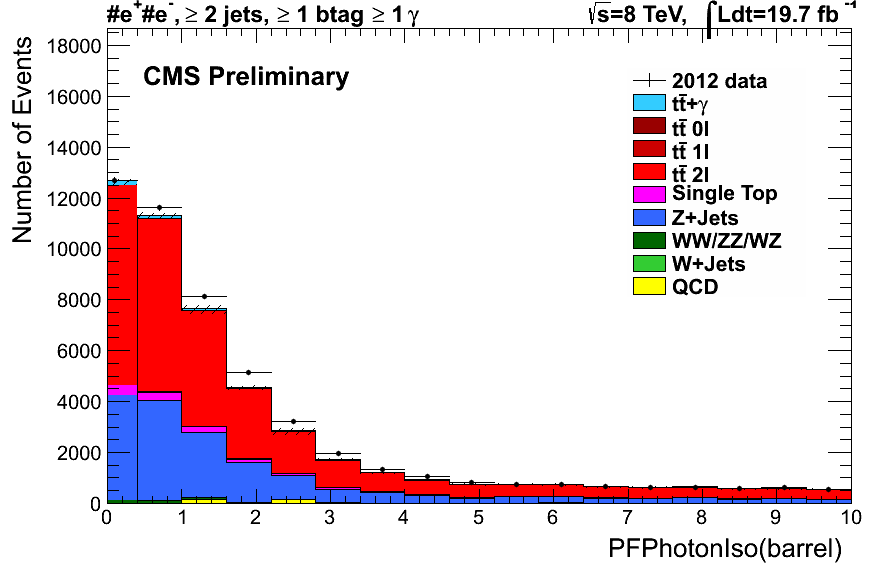 #e⁺#e⁻, ≥ 2 jets, ≥ 1 btag ≥ 1 γ
√s=8 TeV, ∫Ldt=19.7 fb⁻¹
CMS Preliminary
2012 data
tt̄+γ
tt̄ 0l
tt̄ 1l
tt̄ 2l
Single Top
Z+Jets
WW/ZZ/WZ
W+Jets
QCD
Number of Events
18000
16000
14000
12000
10000
8000
6000
4000
2000
0
0 1 2 3 4 5 6 7 8 9 10
PFPhotonIso(barrel)